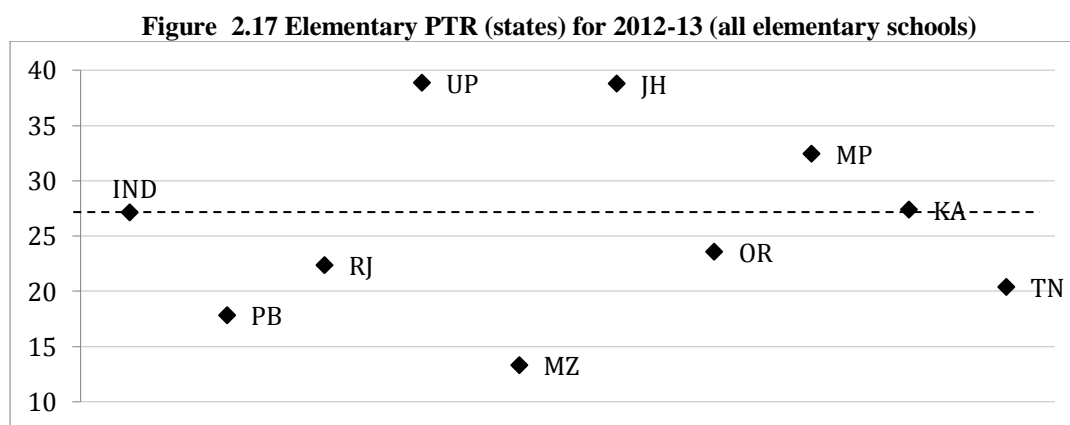 Figure 2.17 Elementary PTR (states) for 2012-13 (all elementary schools)
40
UP
JH
35
MP
30
IND
KA
25
OR
RJ
20
TN
PB
15
MZ
10